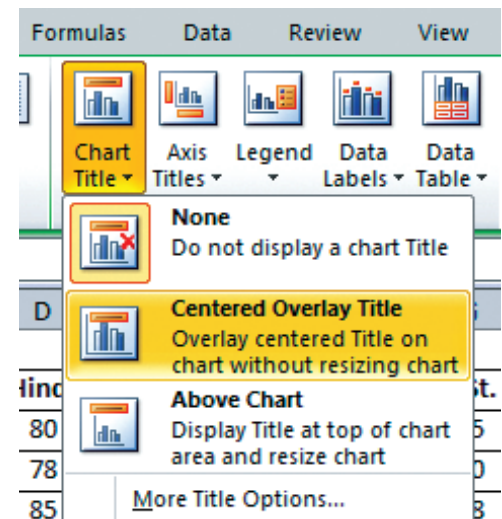 Formulas Data Review View
Chart Title Axis Titles Legend Data Labels Data Table
None
Do not display a chart Title
Centered Overlay Title
Overlay centered Title on
chart without resizing chart
Above Chart
Display Title at top of chart
area and resize chart
More Title Options...
D
80
78
85